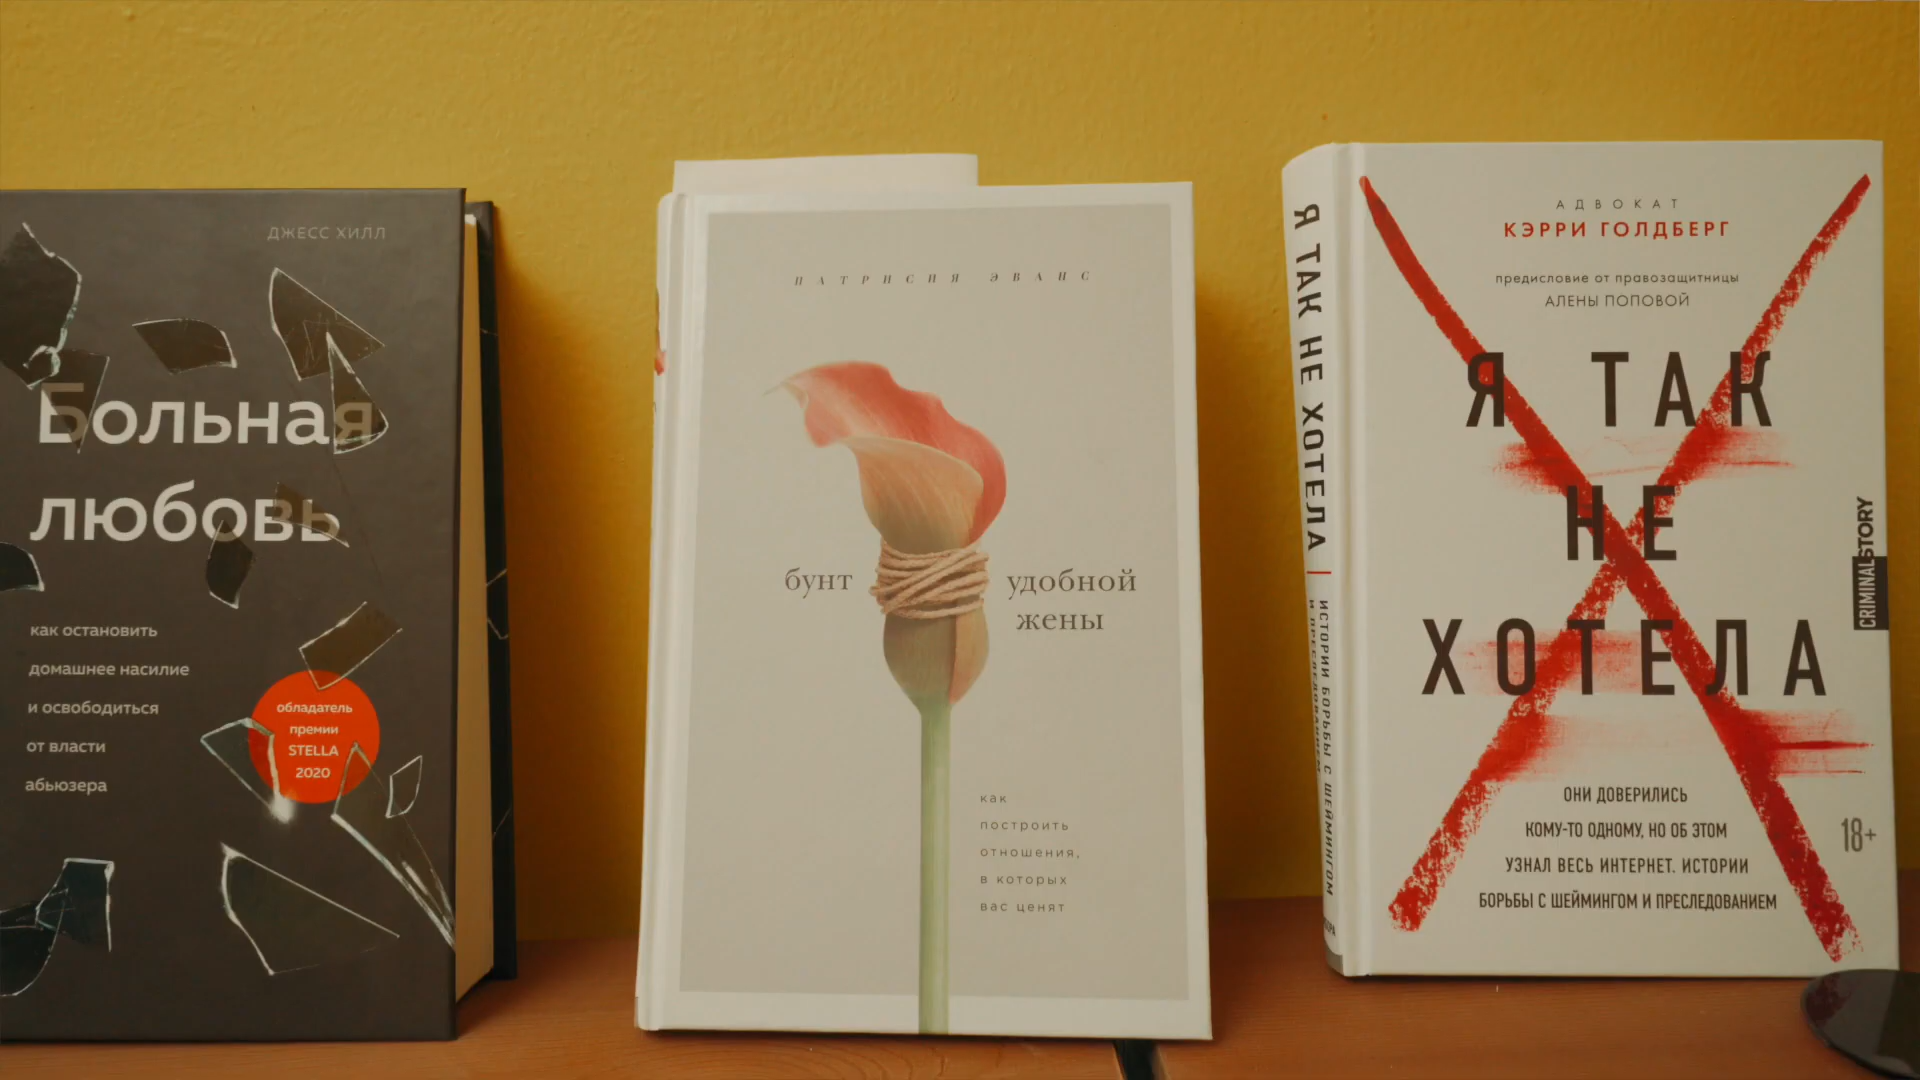 ДЖЕСС ХИЛЛ
Больная
любовь
как остановить
домашнее насилие
и освободиться
от власти
абьюзера
обладатель
премии
STELLA
2020
ПАТРИСИЯ ЭВАНС
бунт удобной
жены
как
построить
отношения,
в которых
вас ценят
Я ТАК НЕ ХОТЕЛА
ИСТОРИИ БОРЬБЫ С ШЕЙМИНГОМ
И ПРЕСЛЕДОВАНИЕМ
АДВОКАТ
КЭРРИ ГОЛДБЕРГ
предисловие от правозащитницы
АЛЕНЫ ПОПОВОЙ
Я ТАК
НЕ
ХОТЕЛА
CRIMINAL STORY
ОНИ ДОВЕРИЛИСЬ
КОМУ-ТО ОДНОМУ, НО ОБ ЭТОМ
УЗНАЛ ВЕСЬ ИНТЕРНЕТ. ИСТОРИИ
БОРЬБЫ С ШЕЙМИНГОМ И ПРЕСЛЕДОВАНИЕМ
18+